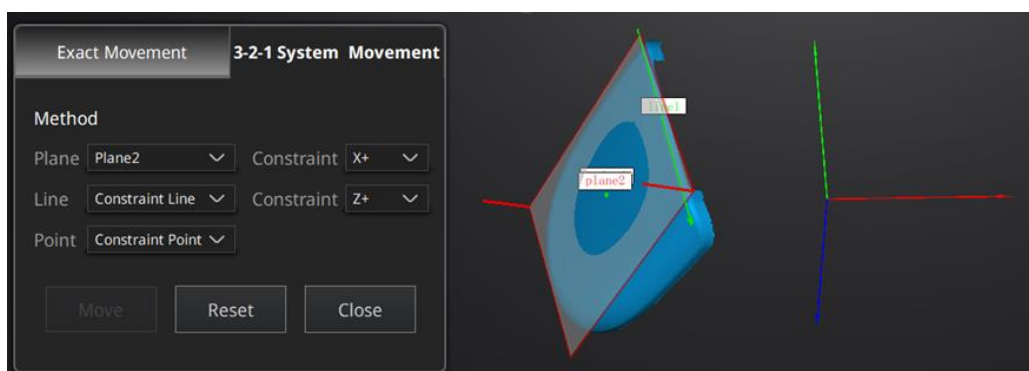 Exact Movement
3-2-1 System Movement
Method
Plane Plane2 Constraint X+
Line Constraint Line Constraint Z+
Point Constraint Point
Move Reset Close
line1
plane2